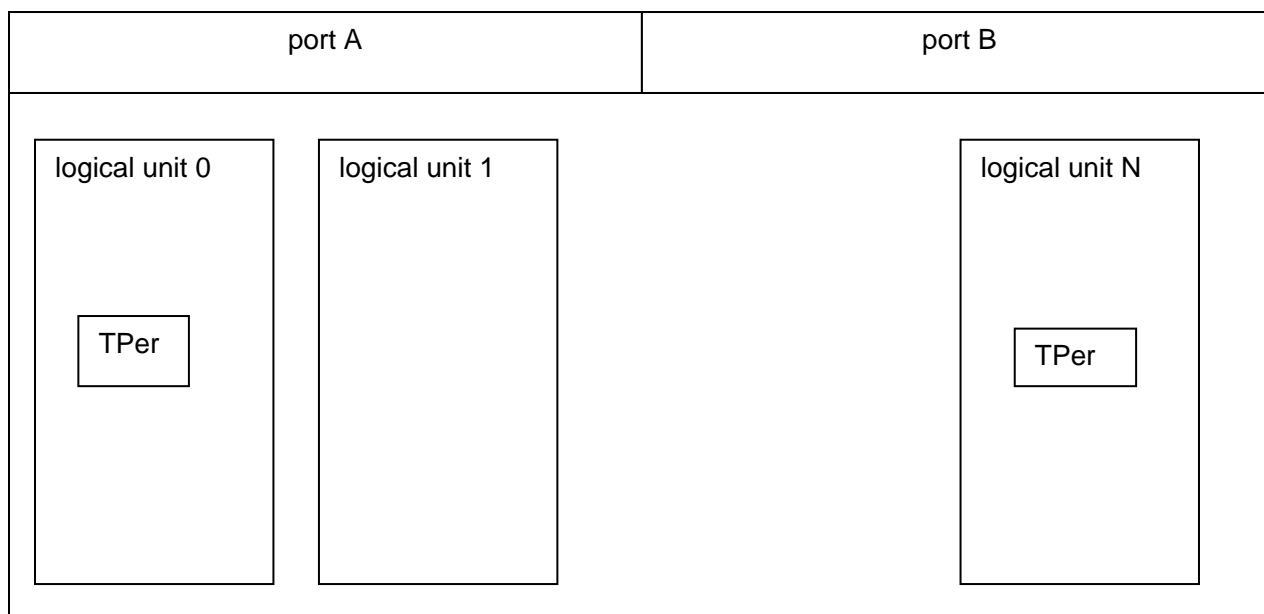 port A
port B
logical unit 0
logical unit 1
logical unit N
TPer
TPer